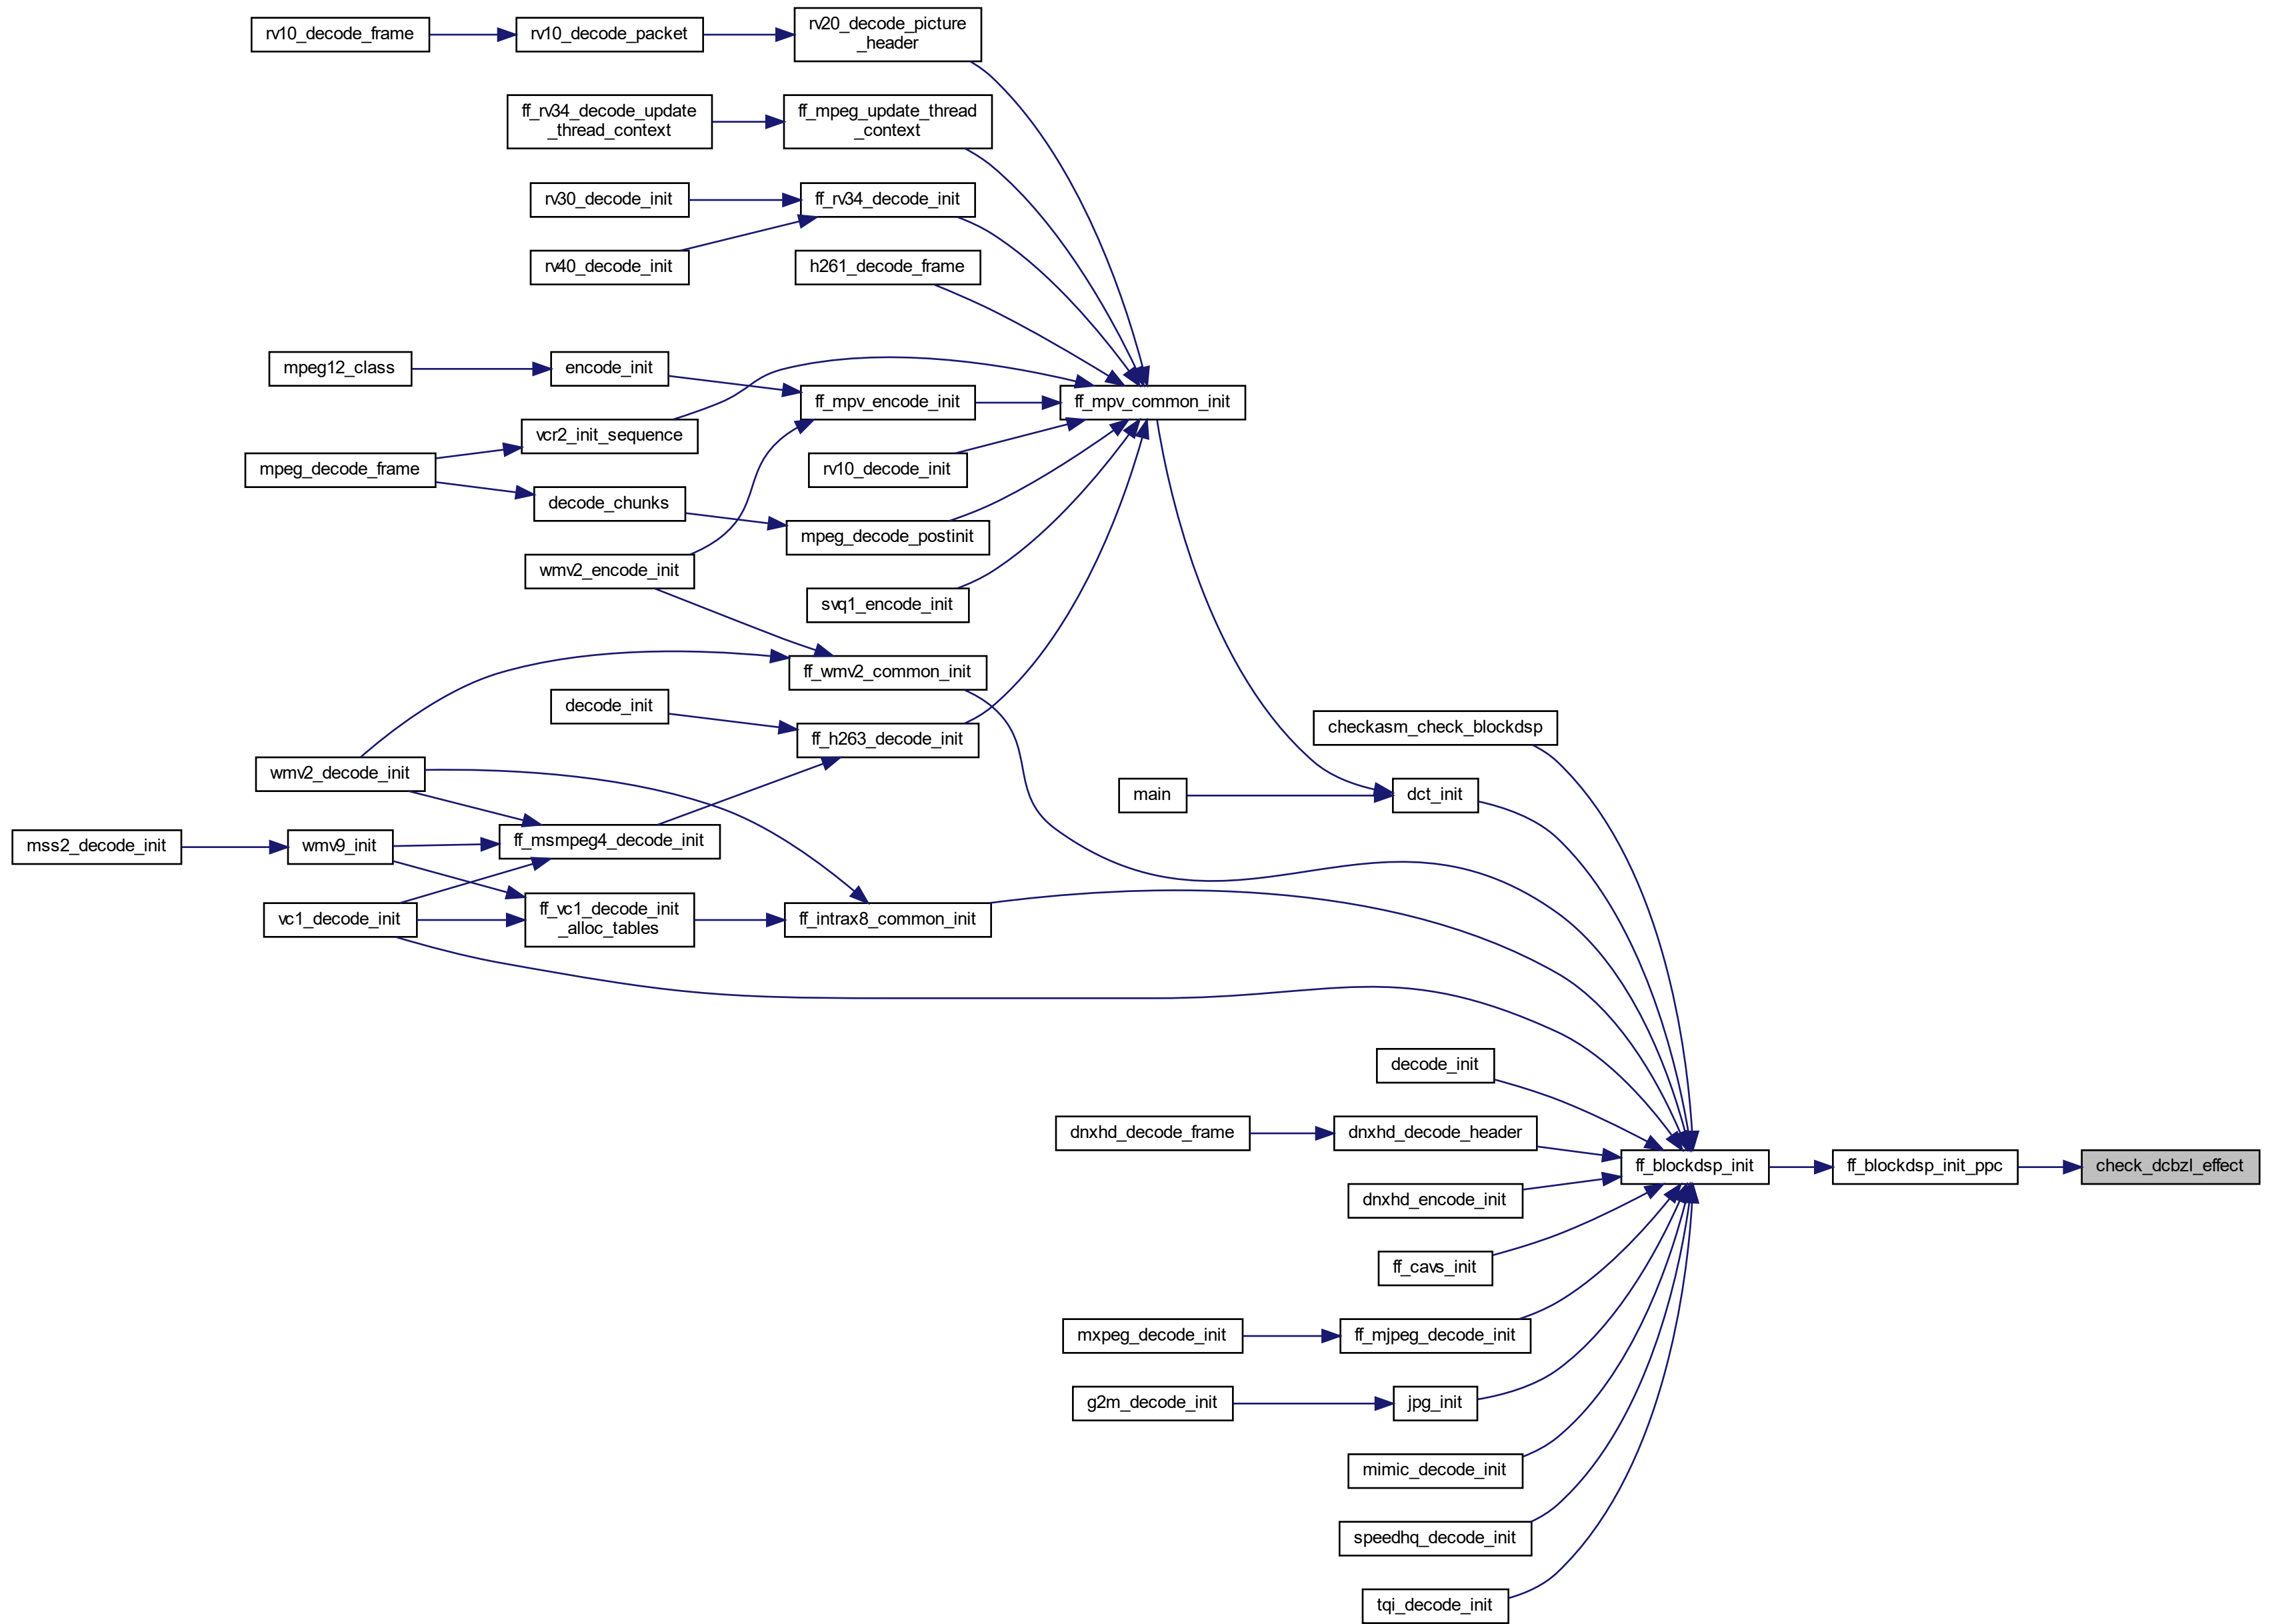 rv10_decode_frame
rv10_decode_packet
rv20_decode_picture
_header
ff_rv34_decode_update
_thread_context
ff_mpeg_update_thread
_context
rv30_decode_init
ff_rv34_decode_init
rv40_decode_init
h261_decode_frame
mpeg12_class
encode_init
ff_mpv_encode_init
ff_mpv_common_init
vcr2_init_sequence
mpeg_decode_frame
rv10_decode_init
decode_chunks
mpeg_decode_postinit
wmv2_encode_init
svq1_encode_init
ff_wmv2_common_init
decode_init
ff_h263_decode_init
checkasm_check_blockdsp
wmv2_decode_init
main
dct_init
mss2_decode_init
wmv9_init
ff_msmpeg4_decode_init
vc1_decode_init
ff_vc1_decode_init
_alloc_tables
ff_intrax8_common_init
decode_init
dnxhd_decode_frame
dnxhd_decode_header
ff_blockdsp_init
ff_blockdsp_init_ppc
check_dcbzl_effect
dnxhd_encode_init
ff_cavs_init
mxpeg_decode_init
ff_mjpeg_decode_init
g2m_decode_init
jpg_init
mimic_decode_init
speedhq_decode_init
tqi_decode_init